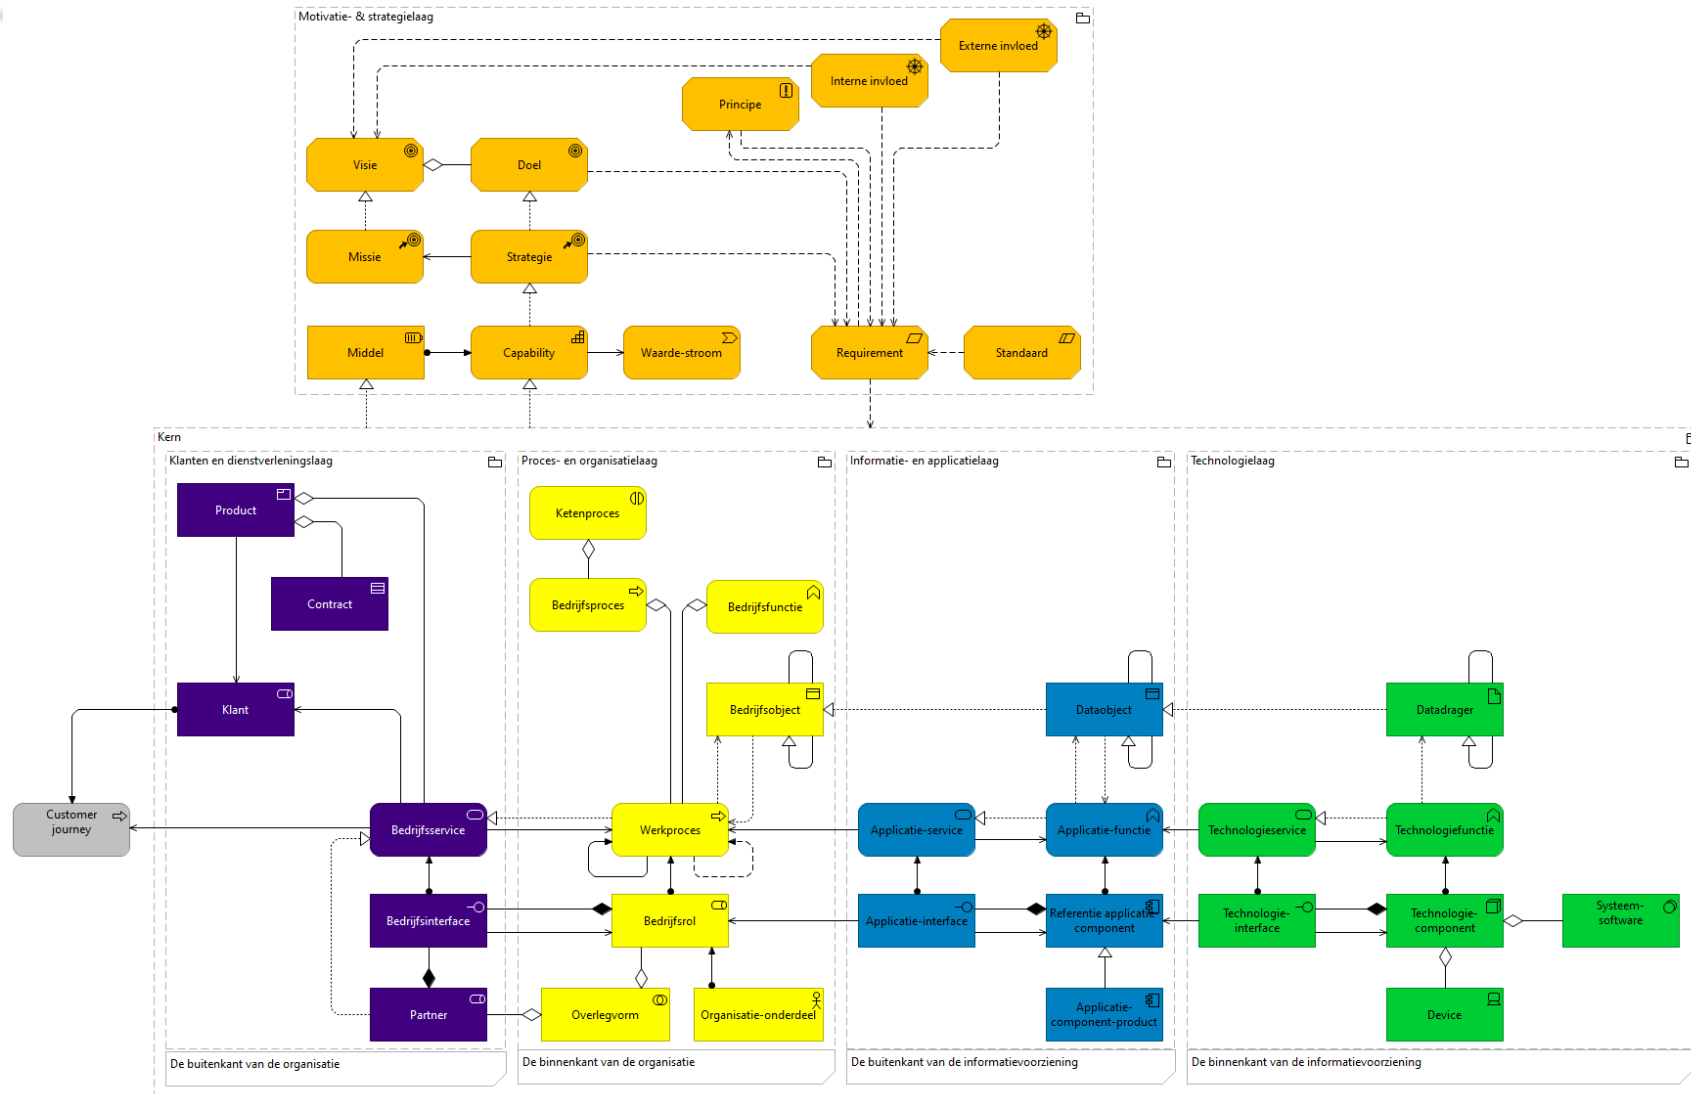 Motivatie- & strategielaag
Externe invloed
Interne invloed
Principe
Visie
Doel
Missie
Strategie
Middel
Capability
Waarde-stroom
Requirement
Standaard
Kern
Klanten en dienstverleningslaag
Proces- en organisatielaag
Informatie- en applicatielaag
Technologielaag
Product
Ketenproces
Contract
Bedrijfsproces
Bedrijfsfunctie
Klant
Bedrijfsobject
Dataobject
Datadrager
Customer
journey
Bedrijfsservice
Werkproces
Applicatie-service
Applicatie-functie
Technologieservice
Technologiefunctie
Bedrijfsinterface
Bedrijfsrol
Applicatie-interface
Referentie applicatie-
component
Technologie-
interface
Technologie-
component
Systeem-
software
Partner
Overlegvorm
Organisatie-onderdeel
Applicatie-
component-product
Device
De buitenkant van de organisatie
De binnenkant van de organisatie
De buitenkant van de informatievoorziening
De binnenkant van de informatievoorziening